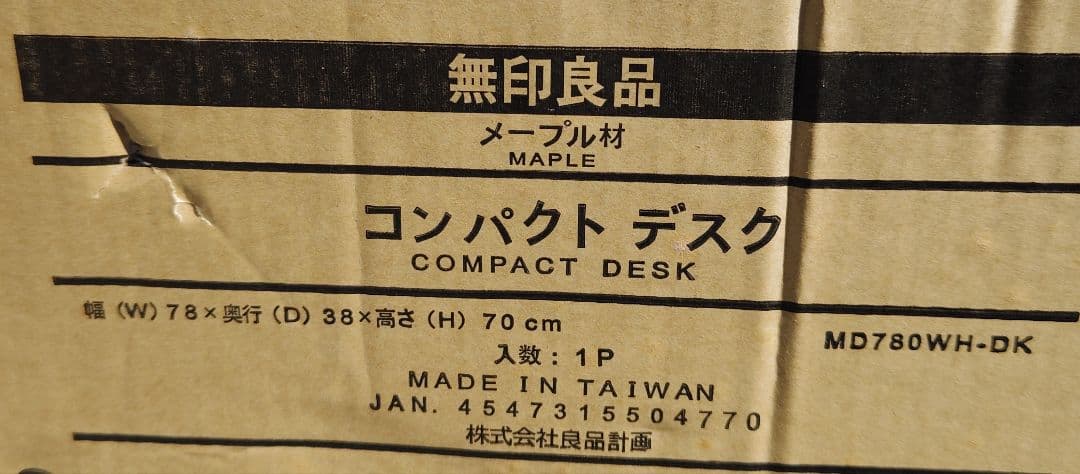 無印良品
メープル材
MAPLE
コンパクト デスク
COMPACT DESK
幅(W)78×奥行(D)38×高さ(H)70cm
MD780WH-DK
入数:1P
MADE IN TAIWAN
JAN. 4547315504770
株式会社良品計画